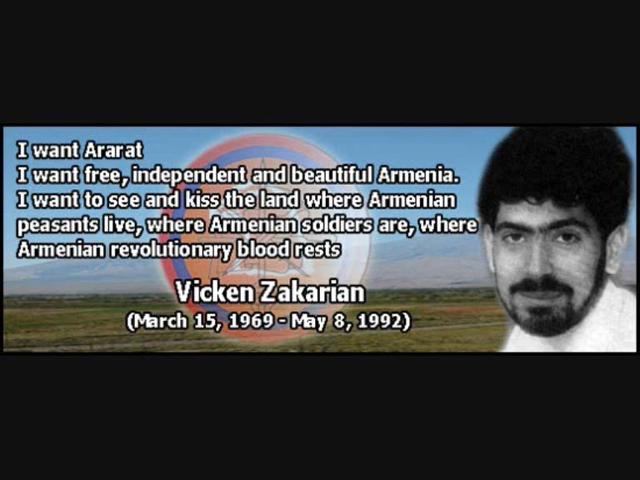 I want Ararat
I want free, independent and beautiful Armenia.
I want to see and kiss the land where Armenian
peasants live, where Armenian soldiers are, where
Armenian revolutionary blood rests
Vicken Zakarian
(March 15, 1969 - May 8, 1992)